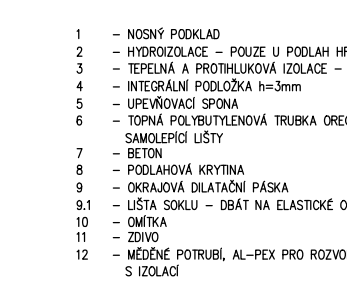 1 – NOSNÝ PODKLAD
2 – HYDROIZOLACE – POUZE U PODLAH
3 – TEPELNÁ A PROTIHLUKOVÁ IZOLACE –
4 – INTEGRÁLNÍ PODLOŽKA h=3mm
5 – UPEVŇOVACÍ SPONA
6 – TOPNÁ POLYBUTYLENOVÁ TRUBKA
SAMOLEPÍCÍ LIŠTY
7 – BETON
8 – PODLAHOVÁ KRYTINA
9 – OKRAJOVÁ DILATAČNÍ PÁSKA
9.1 – LIŠTA SOKLU – DBÁT NA ELASTICKÉ
10 – OMÍTKA
11 – ZDIVO
12 – MĚDĚNÉ POTRUBÍ, AL–PEX PRO
S IZOLACÍ